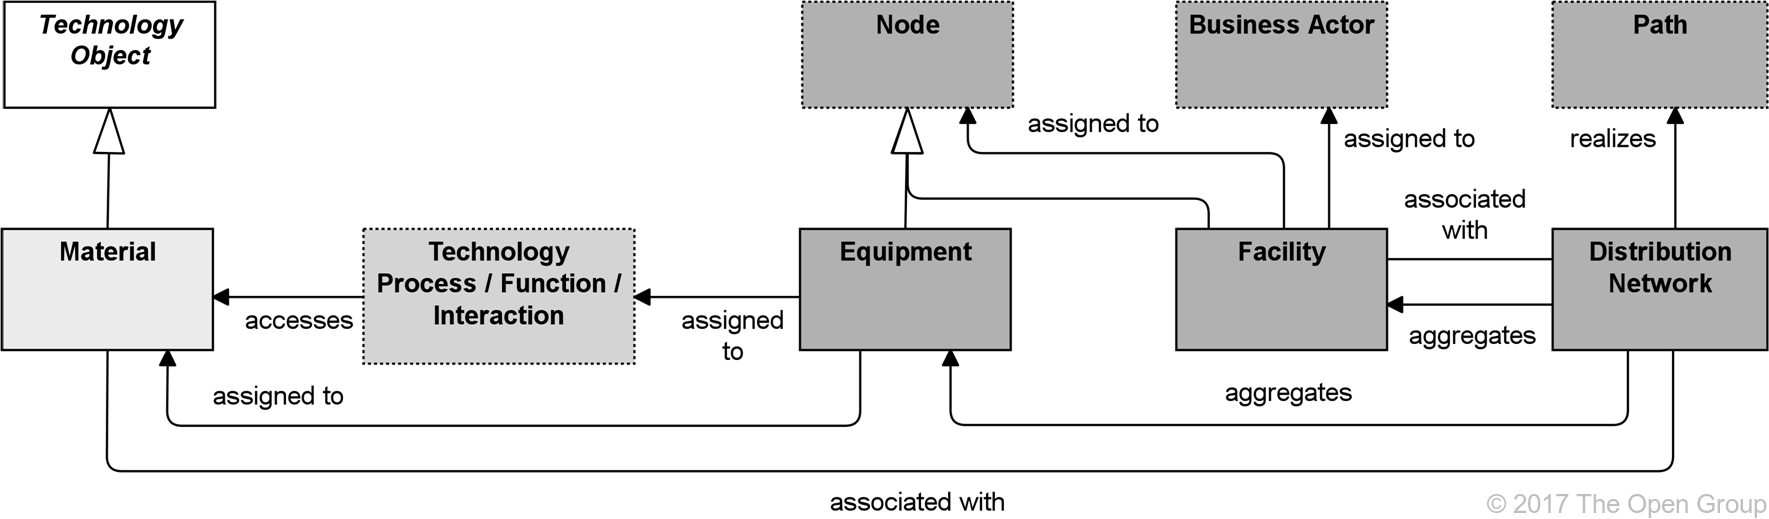 Technology
Object
Node
Business Actor
Path
assigned to
assigned to
realizes
associated
with
Material
Technology
Process / Function /
Interaction
Equipment
Facility
Distribution
Network
accesses
assigned
to
aggregates
assigned to
aggregates
associated with
© 2017 The Open Group